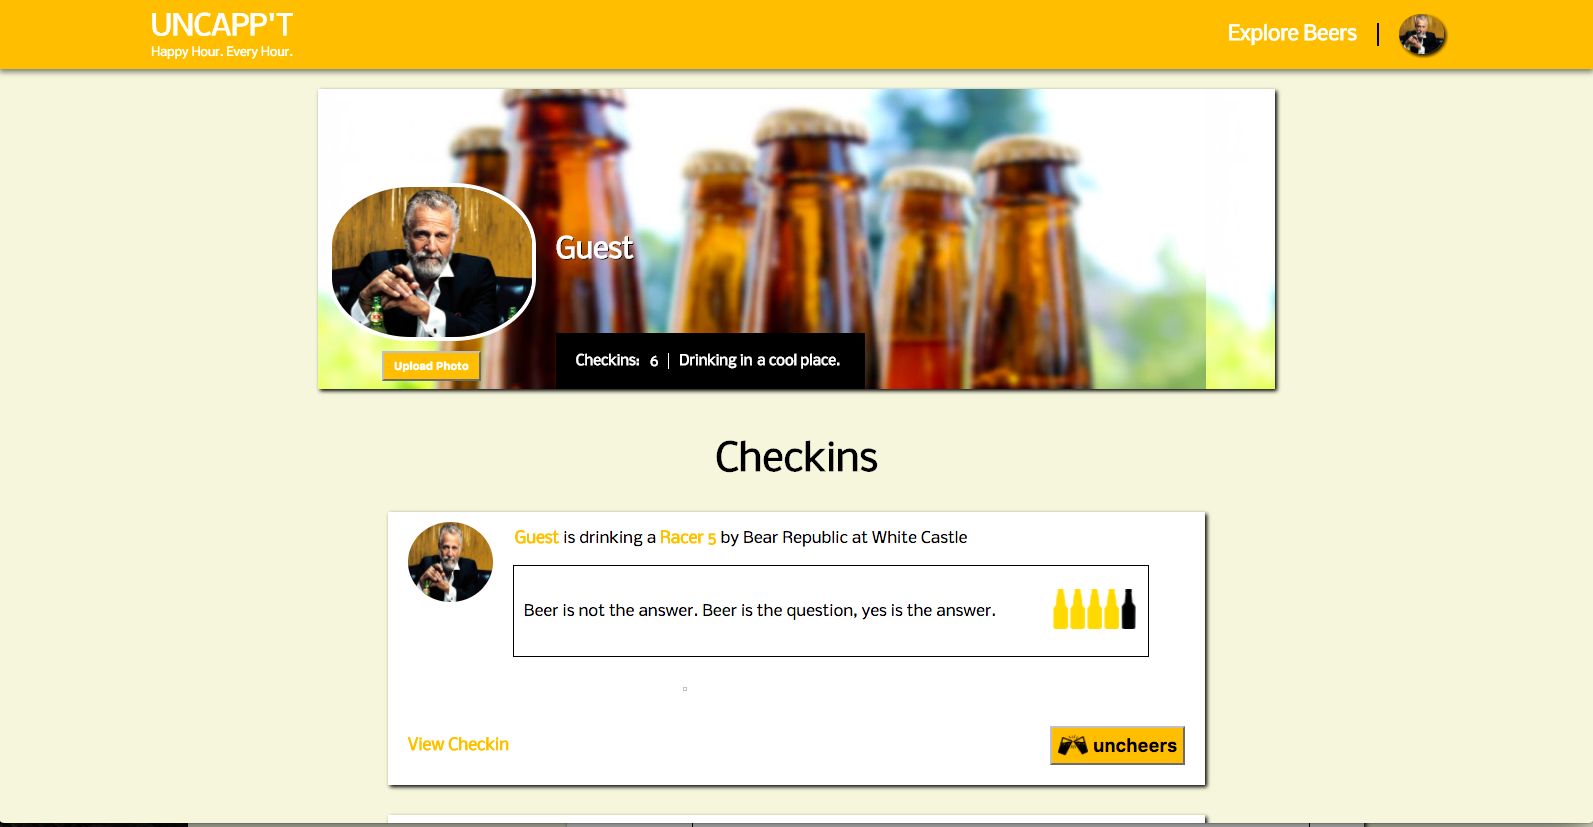 UNCAPP'T
Happy Hour. Every Hour.
Explore Beers
Guest
Upload Photo
Checkins: 6 | Drinking in a cool place.
Checkins
Guest is drinking a Racer 5 by Bear Republic at White Castle
Beer is not the answer. Beer is the question, yes is the answer.
View Checkin
uncheers